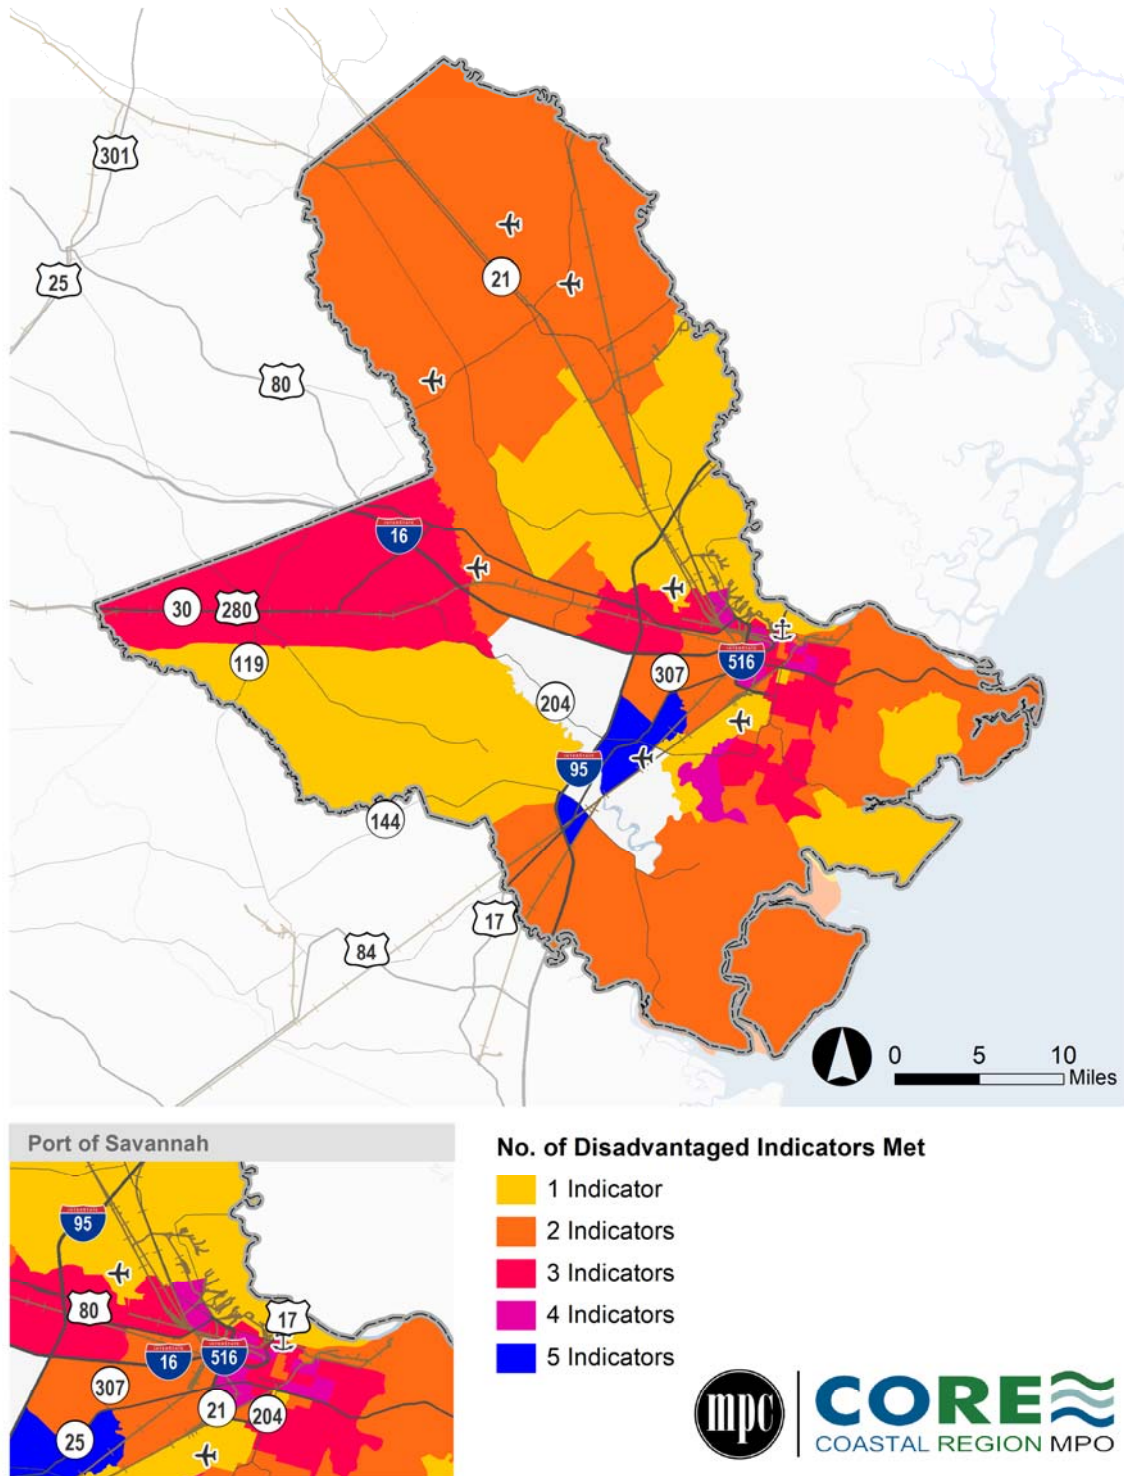 301
25
21
80
16
30
280
119
307
516
204
95
144
17
84
0 5 10
Miles
Port of Savannah
95
80
17
16
516
307
21
204
25
No. of Disadvantaged Indicators Met
1 Indicator
2 Indicators
3 Indicators
4 Indicators
5 Indicators
mpc
CORE
COASTAL REGION MPO